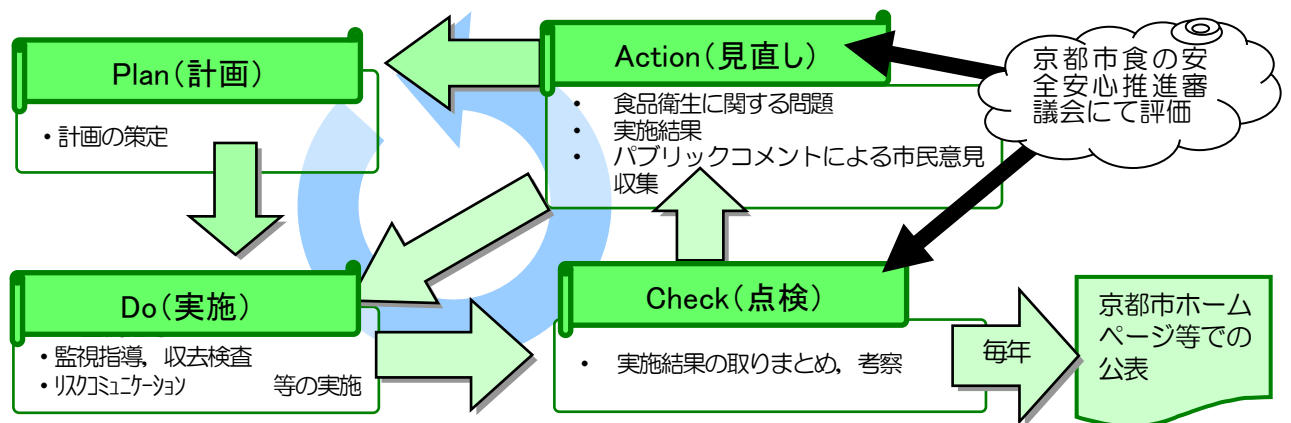 Plan（計画）
・計画の策定
Action（見直し）
・ 食品衛生に関する問題
・ 実施結果
・ パブリックコメントによる市民意見
収集
京都市食の安
全安心推進審
議会にて評価
Do（実施）
・監視指導，収去検査
・ﾘｽｸｺﾐｭﾆｹｰｼｮﾝ 等の実施
Check（点検）
・ 実施結果の取りまとめ，考察
毎年
京都市ホーム
ページ等での
公表